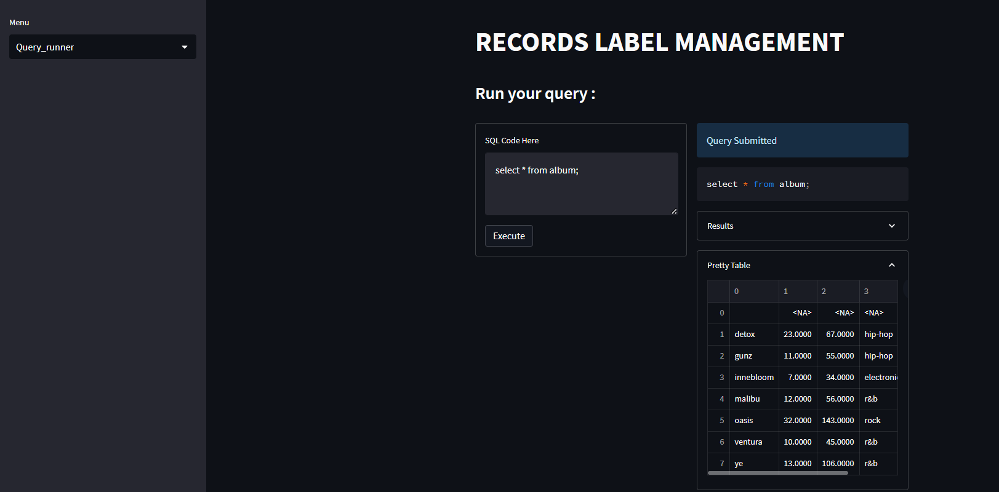 Menu
Query_runner
RECORDS LABEL MANAGEMENT
Run your query :
SQL Code Here
select * from album;
Execute
Query Submitted
select * from album;
Results
Pretty Table
0 1 2 3
0 <NA> <NA> <NA>
1 detox 23.0000 67.0000 hip-hop
2 gunz 11.0000 55.0000 hip-hop
3 innebloom 7.0000 34.0000 electroni
4 malibu 12.0000 56.0000 r&b
5 oasis 32.0000 143.0000 rock
6 ventura 10.0000 45.0000 r&b
7 ye 13.0000 106.0000 r&b